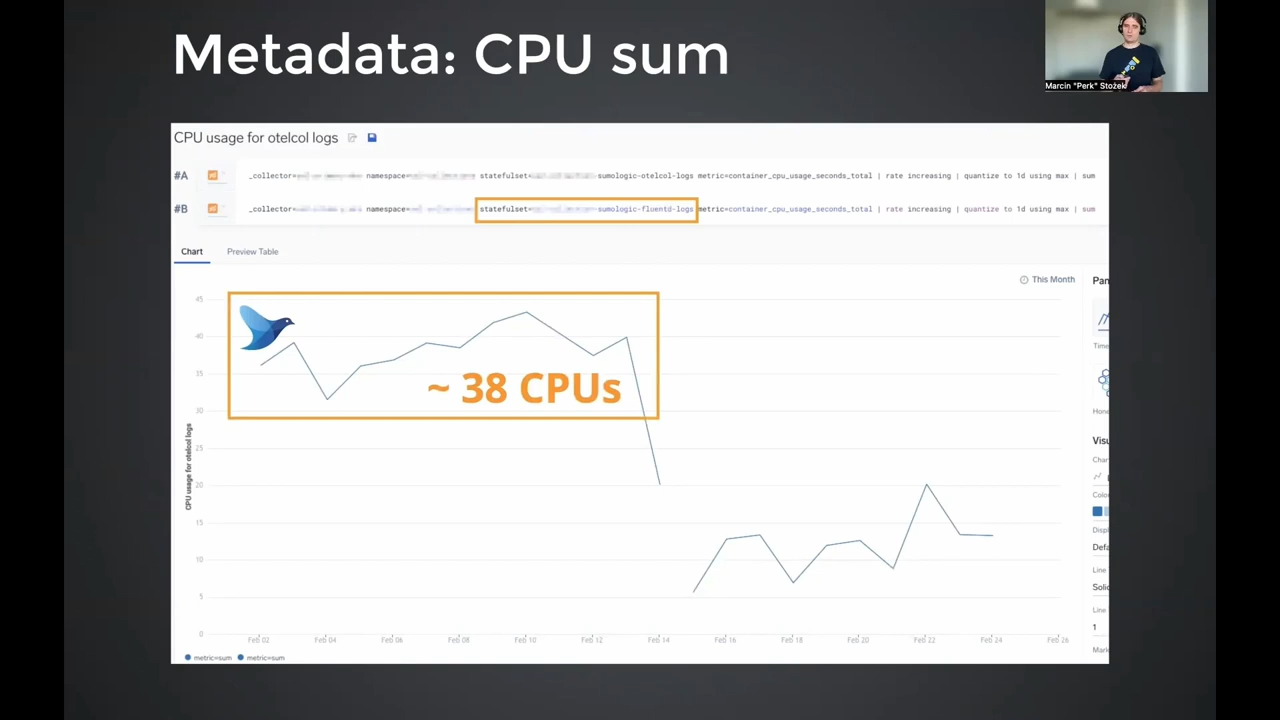 Metadata: CPU sum
Marcin "Perk" Stożek
CPU usage for otelcol logs
#A
_collector= namespace= statefulset= -sumologic-otelcol-logs metric=container_cpu_usage_seconds_total | rate increasing | quantize to 1d using max | sum
#B
_collector= namespace= statefulset= -sumologic-fluentd-logs metric=container_cpu_usage_seconds_total | rate increasing | quantize to 1d using max | sum
Chart Preview Table
This Month
Pan
45
40
35
30
25
20
15
10
5
0
~ 38 CPUs
CPU usage for otelcol logs
Feb 02 Feb 04 Feb 06 Feb 08 Feb 10 Feb 12 Feb 14 Feb 16 Feb 18 Feb 20 Feb 22 Feb 24 Feb 26
metric=sum metric=sum
Time
Hone
Visu
Char
Color
Displ
Defa
Line
Solid
Line
1
Mark